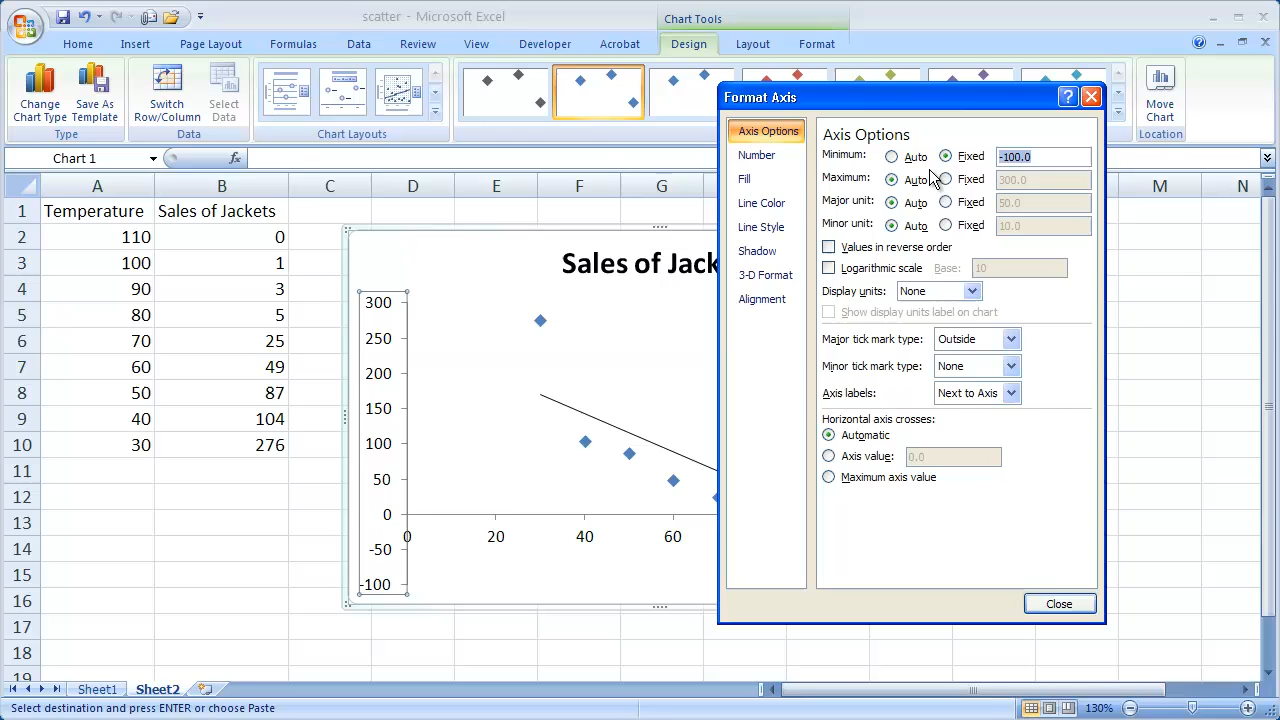 scatter - Microsoft Excel
Chart Tools
Home Insert Page Layout Formulas Data Review View Developer Acrobat Design Layout Format
Change Chart Type
Save As Template
Switch Row/Column
Select Data
Move Chart
Type
Data
Chart Layouts
Location
Chart 1
fx
A B C D E F G M N
1 Temperature Sales of Jackets
2 110 0
3 100 1
4 90 3
5 80 5
6 70 25
7 60 49
8 50 87
9 40 104
10 30 276
11
12
13
14
15
16
17
18
19
Sales of Jack
300
250
200
150
100
50
0
-50
-100
0 20 40 60
Format Axis
?
Axis Options
Number
Fill
Line Color
Line Style
Shadow
3-D Format
Alignment
Axis Options
Minimum: Auto Fixed -100.0
Maximum: Auto Fixed 300.0
Major unit: Auto Fixed 50.0
Minor unit: Auto Fixed 10.0
Values in reverse order
Logarithmic scale Base: 10
Display units: None
Show display units label on chart
Major tick mark type: Outside
Minor tick mark type: None
Axis labels: Next to Axis
Horizontal axis crosses:
Automatic
Axis value: 0.0
Maximum axis value
Close
Sheet1 Sheet2
Select destination and press ENTER or choose Paste
130%